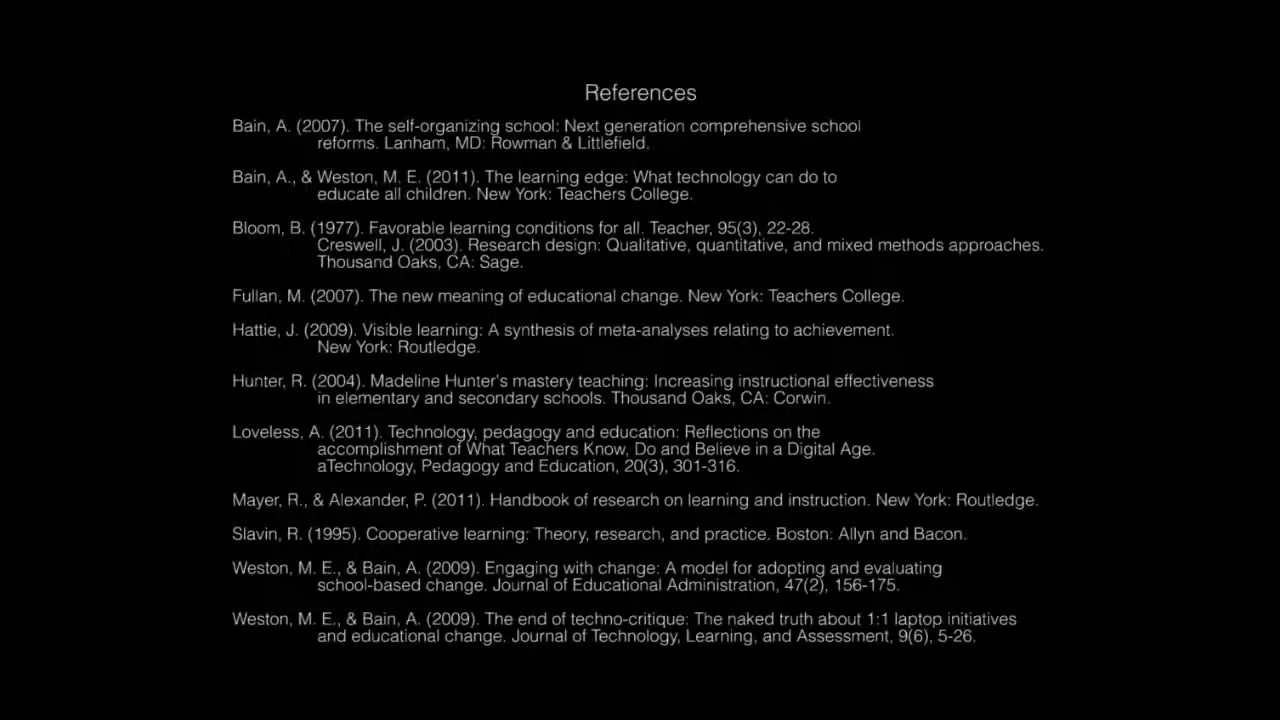 References
Bain, A. (2007). The self-organizing school: Next generation comprehensive school
reforms. Lanham, MD: Rowman & Littlefield.
Bain, A., & Weston, M. E. (2011). The learning edge: What technology can do to
educate all children. New York: Teachers College.
Bloom, B. (1977). Favorable learning conditions for all. Teacher, 95(3), 22-28.
Creswell, J. (2003). Research design: Qualitative, quantitative, and mixed methods approaches.
Thousand Oaks, CA: Sage.
Fullan, M. (2007). The new meaning of educational change. New York: Teachers College.
Hattie, J. (2009). Visible learning: A synthesis of meta-analyses relating to achievement.
New York: Routledge.
Hunter, R. (2004). Madeline Hunter's mastery teaching: Increasing instructional effectiveness
in elementary and secondary schools. Thousand Oaks, CA: Corwin.
Loveless, A. (2011). Technology, pedagogy and education: Reflections on the
accomplishment of What Teachers Know, Do and Believe in a Digital Age.
aTechnology, Pedagogy and Education, 20(3), 301-316.
Mayer, R., & Alexander, P. (2011). Handbook of research on learning and instruction. New York: Routledge.
Slavin, R. (1995). Cooperative learning: Theory, research, and practice. Boston: Allyn and Bacon.
Weston, M. E., & Bain, A. (2009). Engaging with change: A model for adopting and evaluating
school-based change. Journal of Educational Administration, 47(2), 156-175.
Weston, M. E., & Bain, A. (2009). The end of techno-critique: The naked truth about 1:1 laptop initiatives
and educational change. Journal of Technology, Learning, and Assessment, 9(6), 5-26.